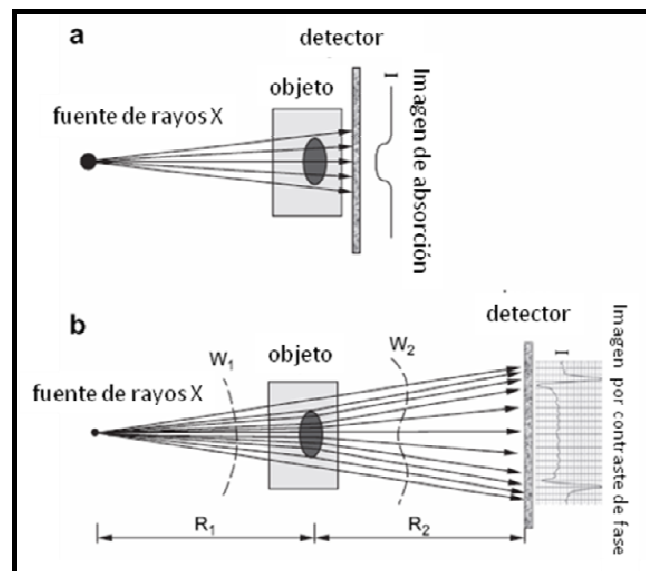 a
detector
objeto
fuente de rayos X
I
Imagen de absorción
b
detector
objeto
W1
W2
fuente de rayos X
I
Imagen por contraste de fase
R1
R2